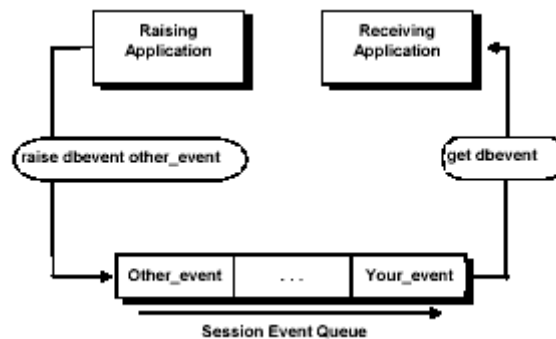 Raising
Application
Receiving
Application
raise dbevent other_event
get dbevent
Other_event
. . .
Your_event
Session Event Queue